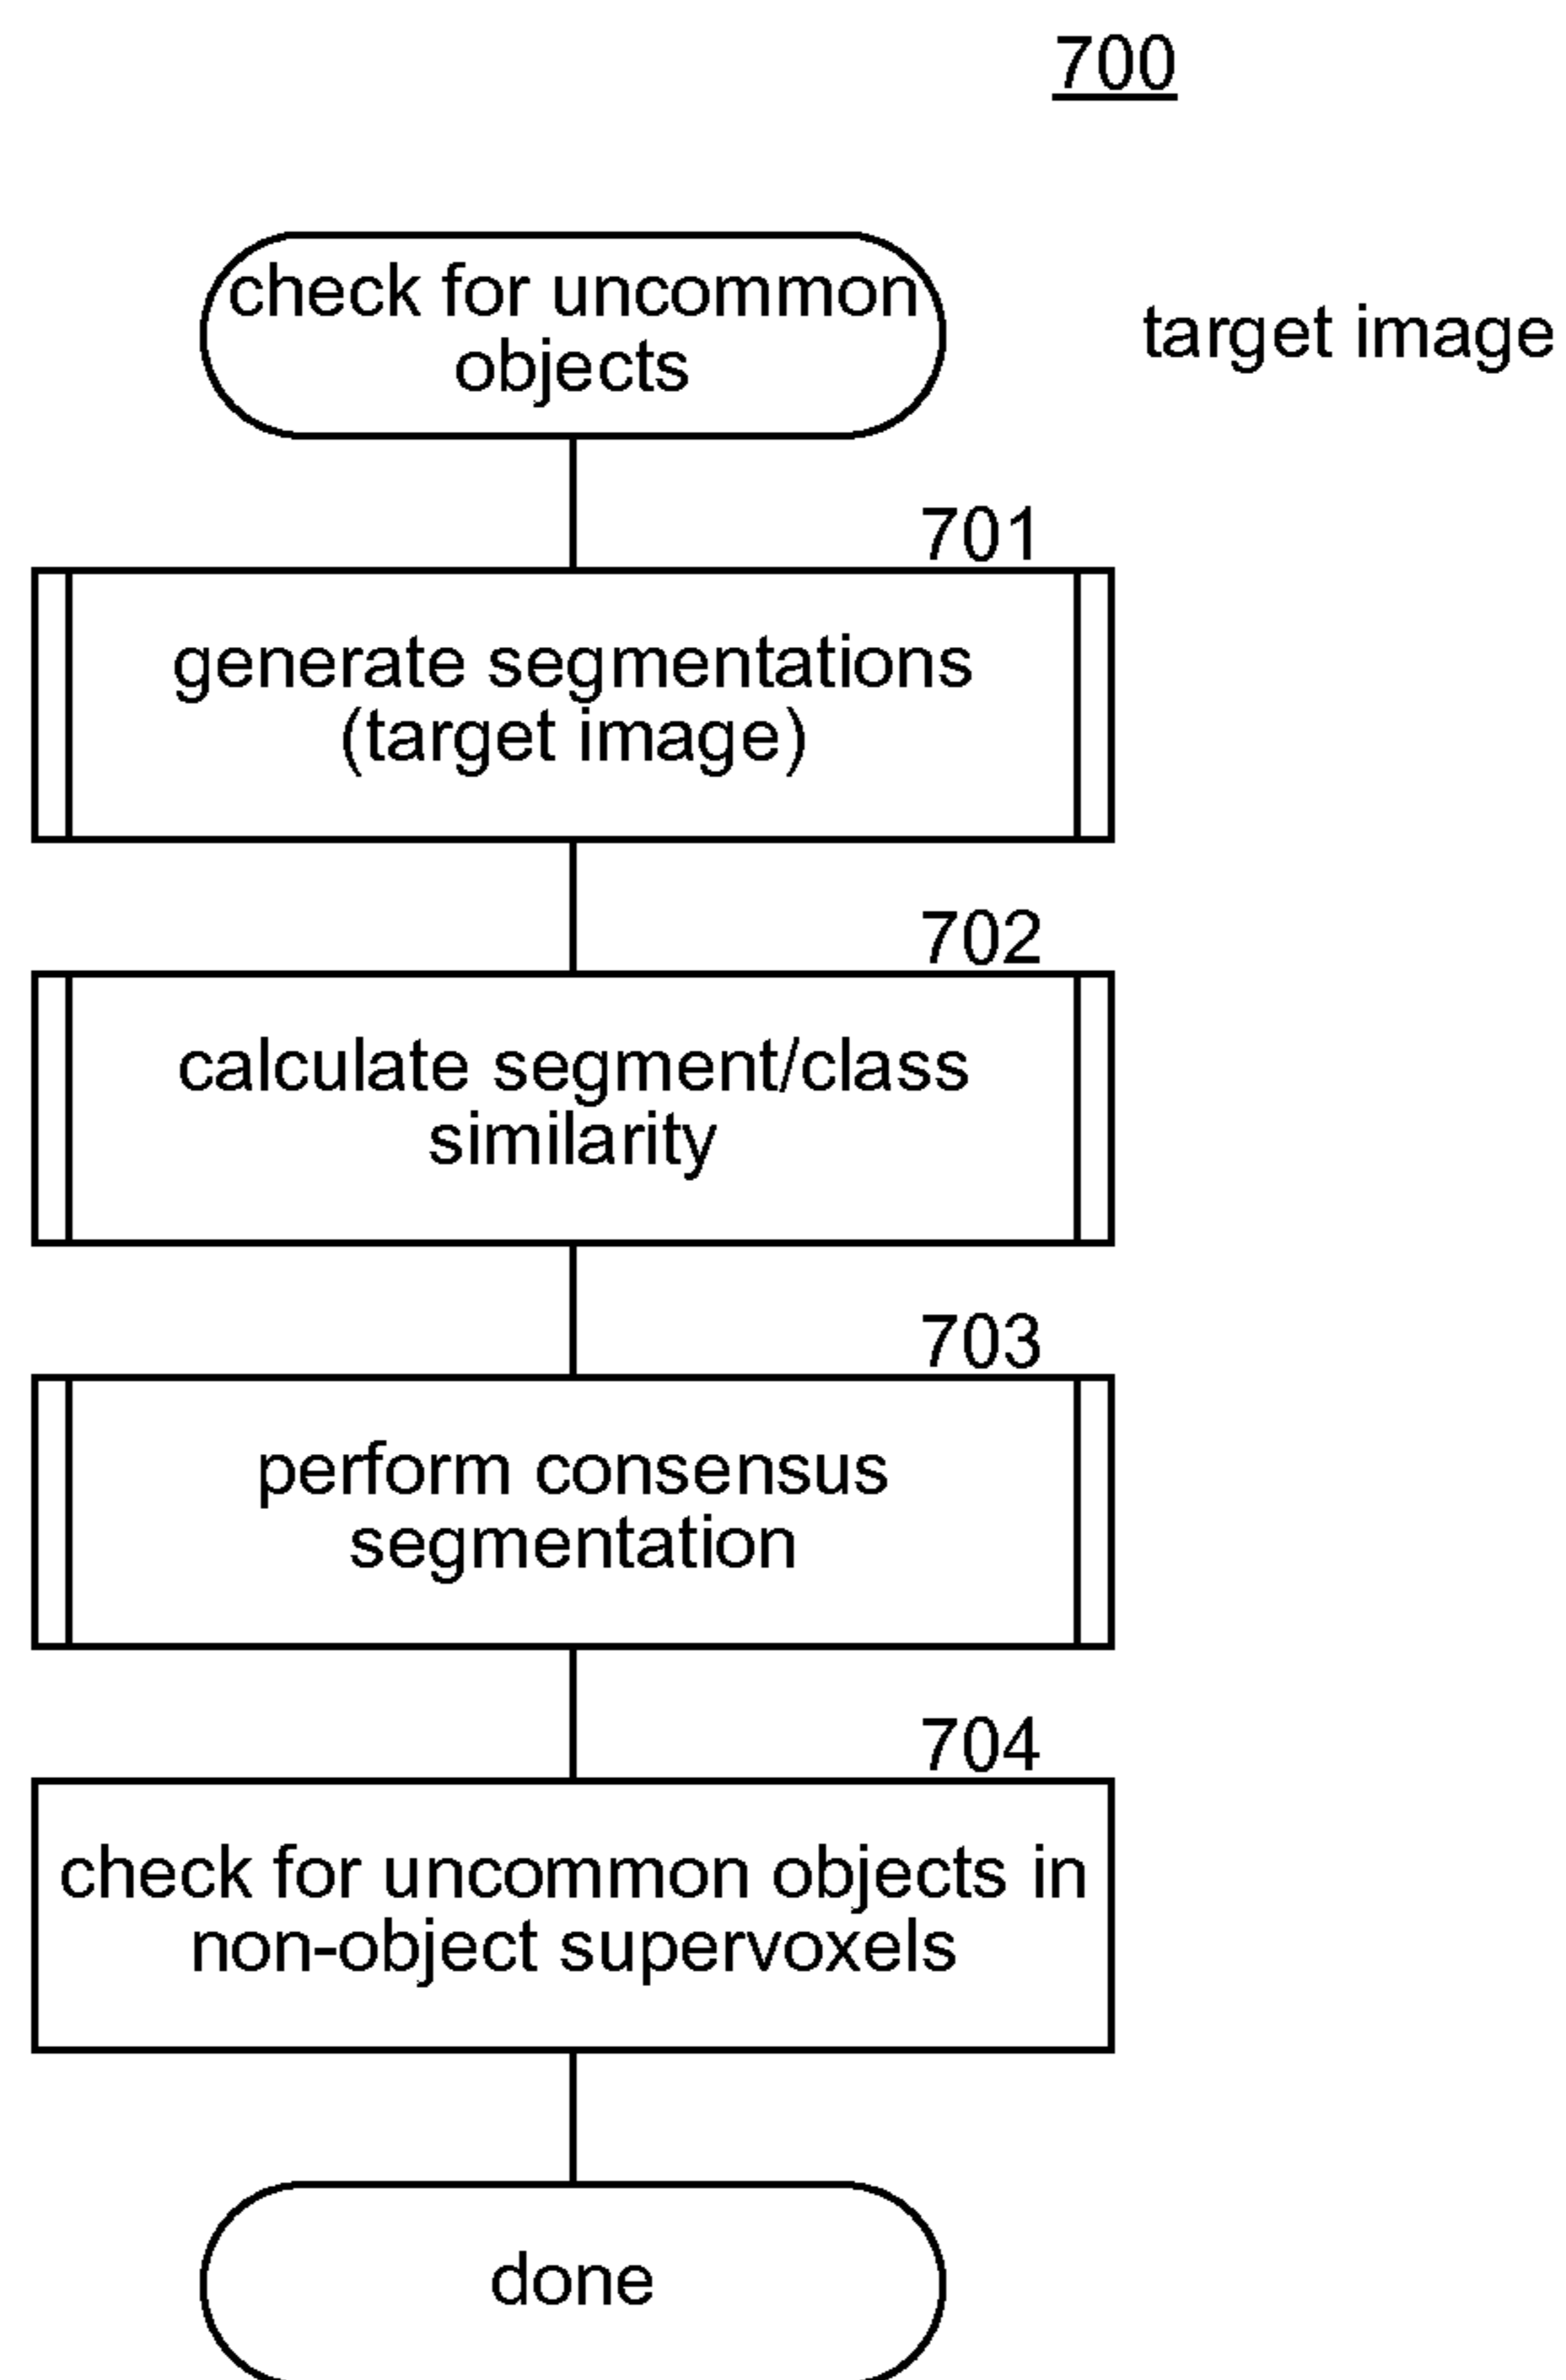 700
check for uncommon
objects
target image
701
generate segmentations
(target image)
702
calculate segment/class
similarity
703
perform consensus
segmentation
704
check for uncommon objects in
non-object supervoxels
done